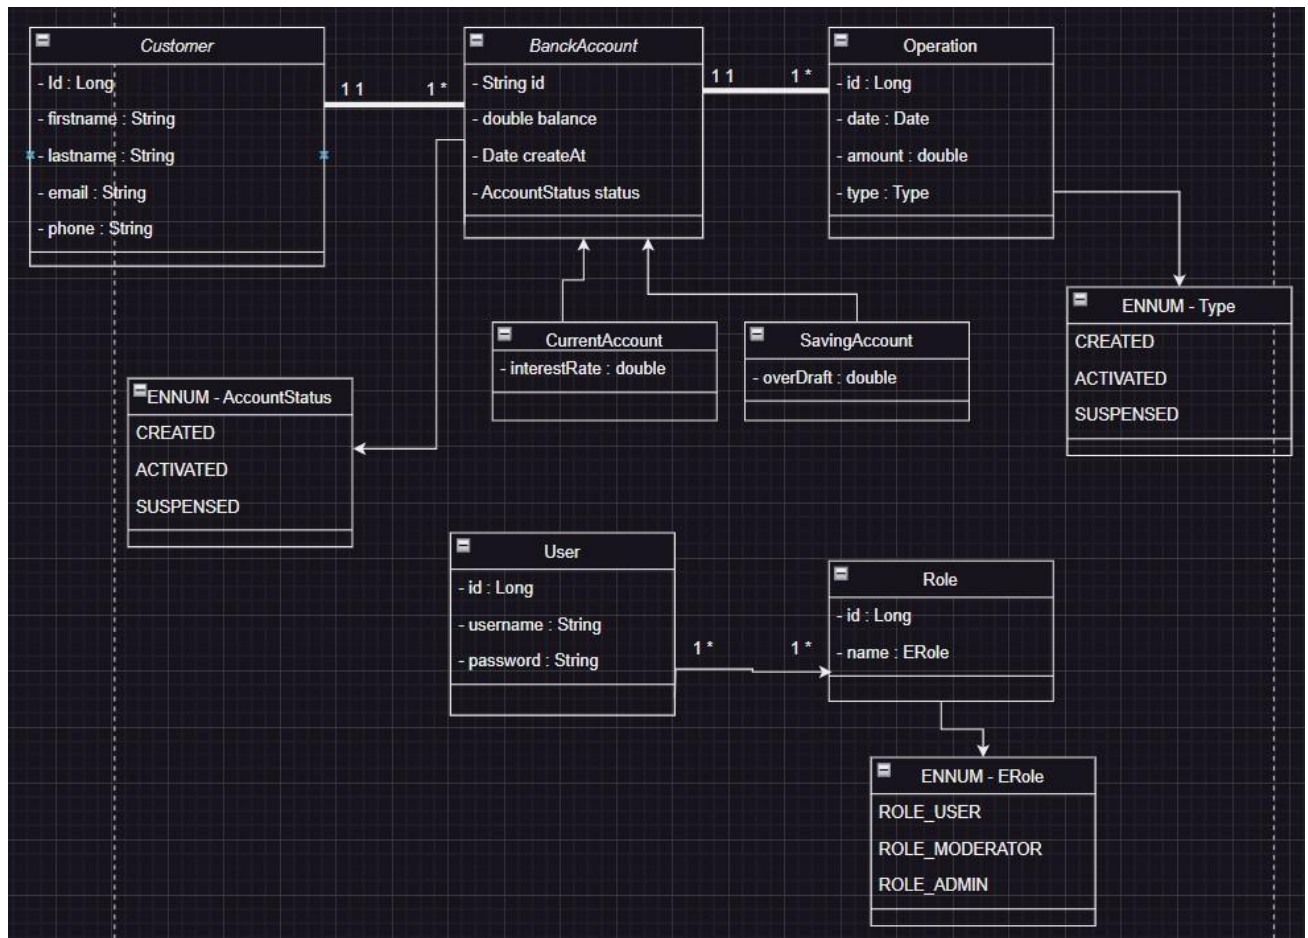 Customer
- Id : Long
- firstname : String
- lastname : String
- email : String
- phone : String
1 1
1 *
BanckAccount
- String id
- double balance
- Date createAt
- AccountStatus status
1 1
1 *
Operation
- id : Long
- date : Date
- amount : double
- type : Type
ENNUM - Type
CREATED
ACTIVATED
SUSPENSED
CurrentAccount
- interestRate : double
SavingAccount
- overDraft : double
ENNUM - AccountStatus
CREATED
ACTIVATED
SUSPENSED
User
- id : Long
- username : String
- password : String
1 *
1 *
Role
- id : Long
- name : ERole
ENNUM - ERole
ROLE_USER
ROLE_MODERATOR
ROLE_ADMIN